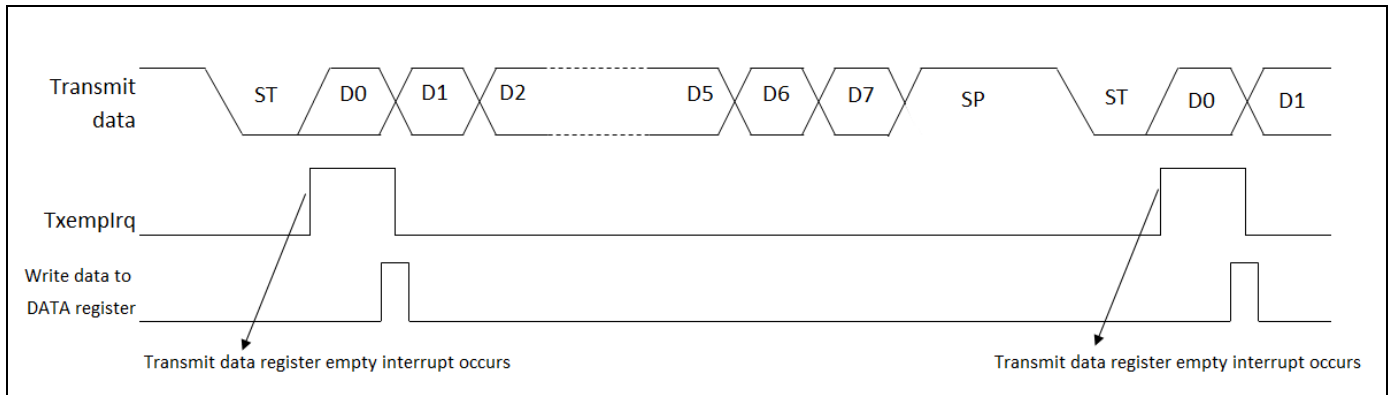 Transmit data
ST D0 D1 D2 D5 D6 D7 SP ST D0 D1
TxempIrq
Write data to
DATA register
Transmit data register empty interrupt occurs
Transmit data register empty interrupt occurs